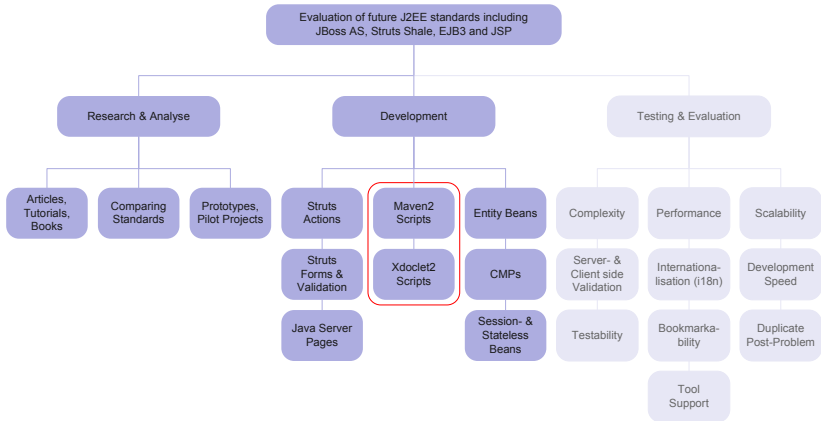 Evaluation of future J2EE standards including
JBoss AS, Struts Shale, EJB3 and JSP
Research & Analyse
Development
Testing & Evaluation
Articles,
Tutorials,
Books
Comparing
Standards
Prototypes,
Pilot Projects
Struts
Actions
Maven2
Scripts
Entity Beans
Complexity
Performance
Scalability
Struts
Forms &
Validation
Xdoclet2
Scripts
CMPs
Server- &
Client side
Validation
Internationa-
lisation (i18n)
Development
Speed
Java Server
Pages
Session- &
Stateless
Beans
Testability
Bookmarka-
bility
Duplicate
Post-Problem
Tool
Support